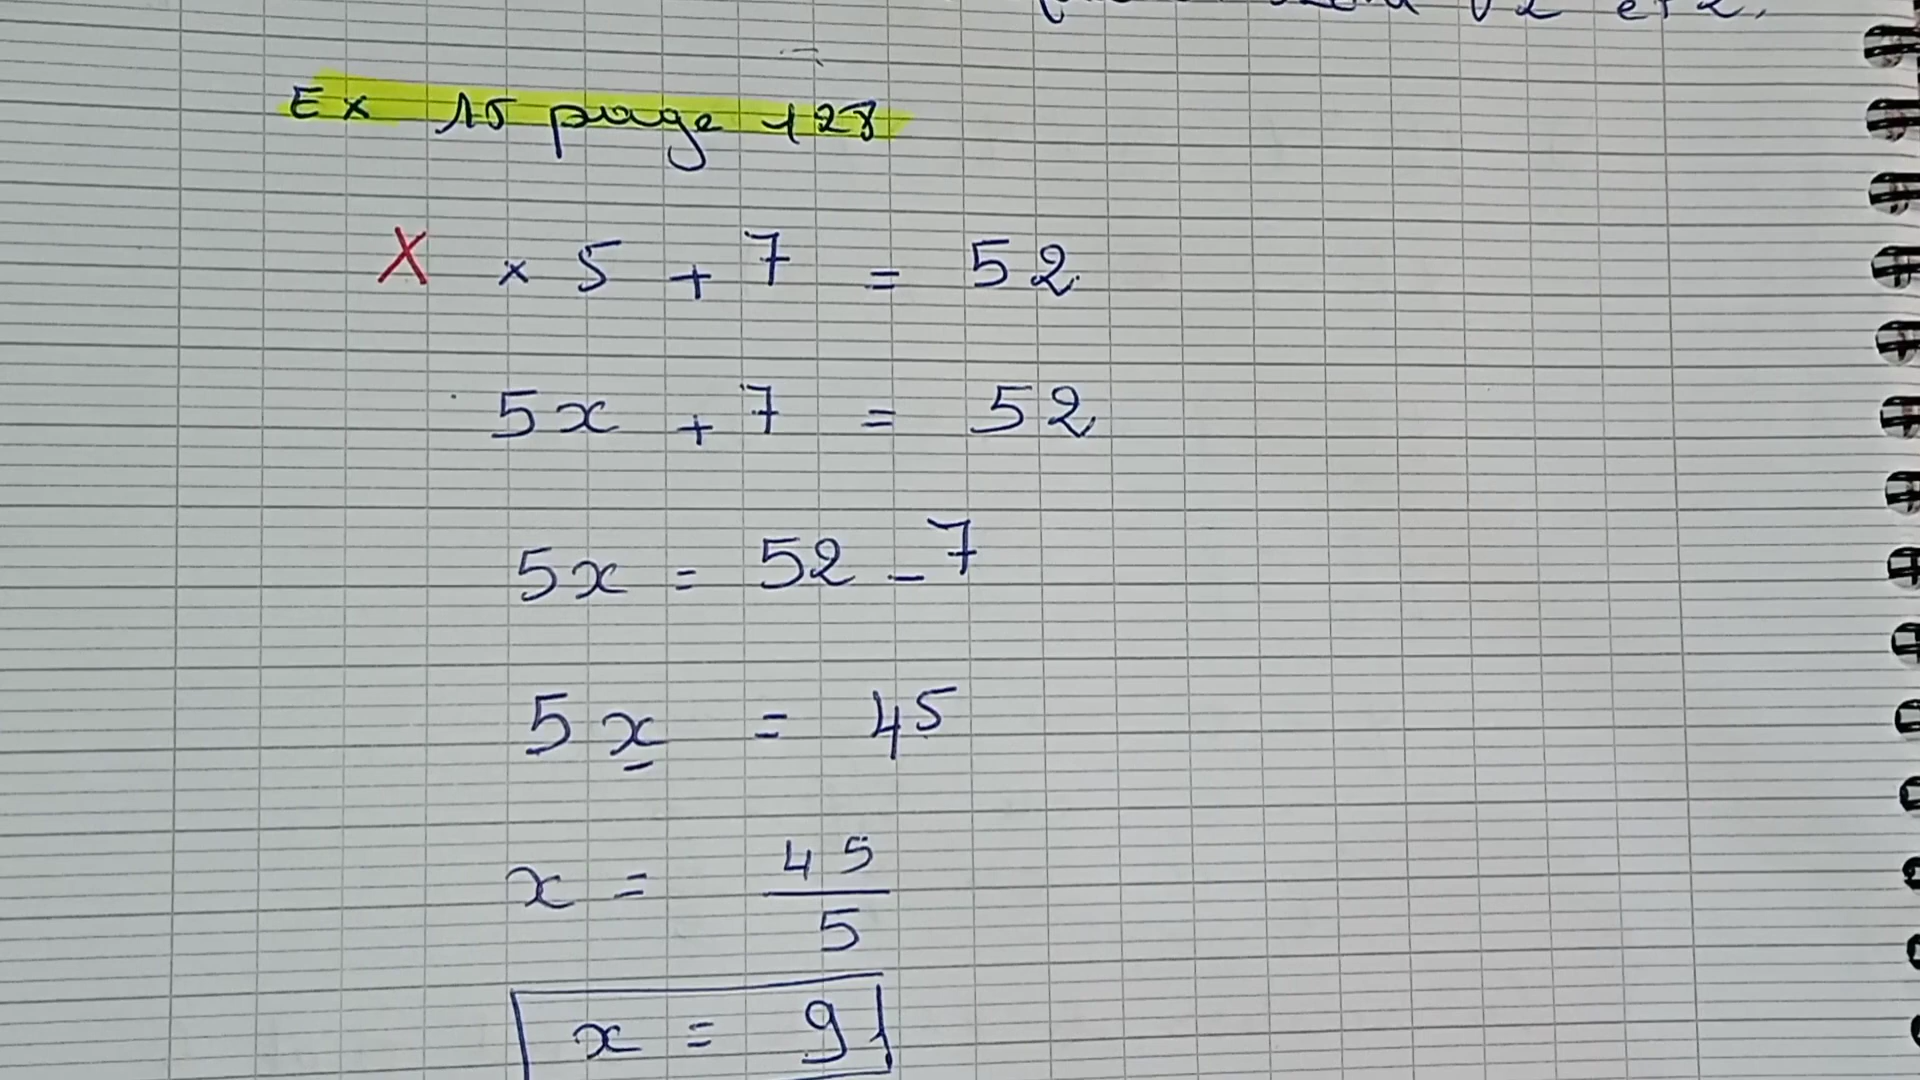 Ex 15 page 128
X × 5 + 7 = 52
5x + 7 = 52
5x = 52 - 7
5x = 45
x = 45/5
x = 9